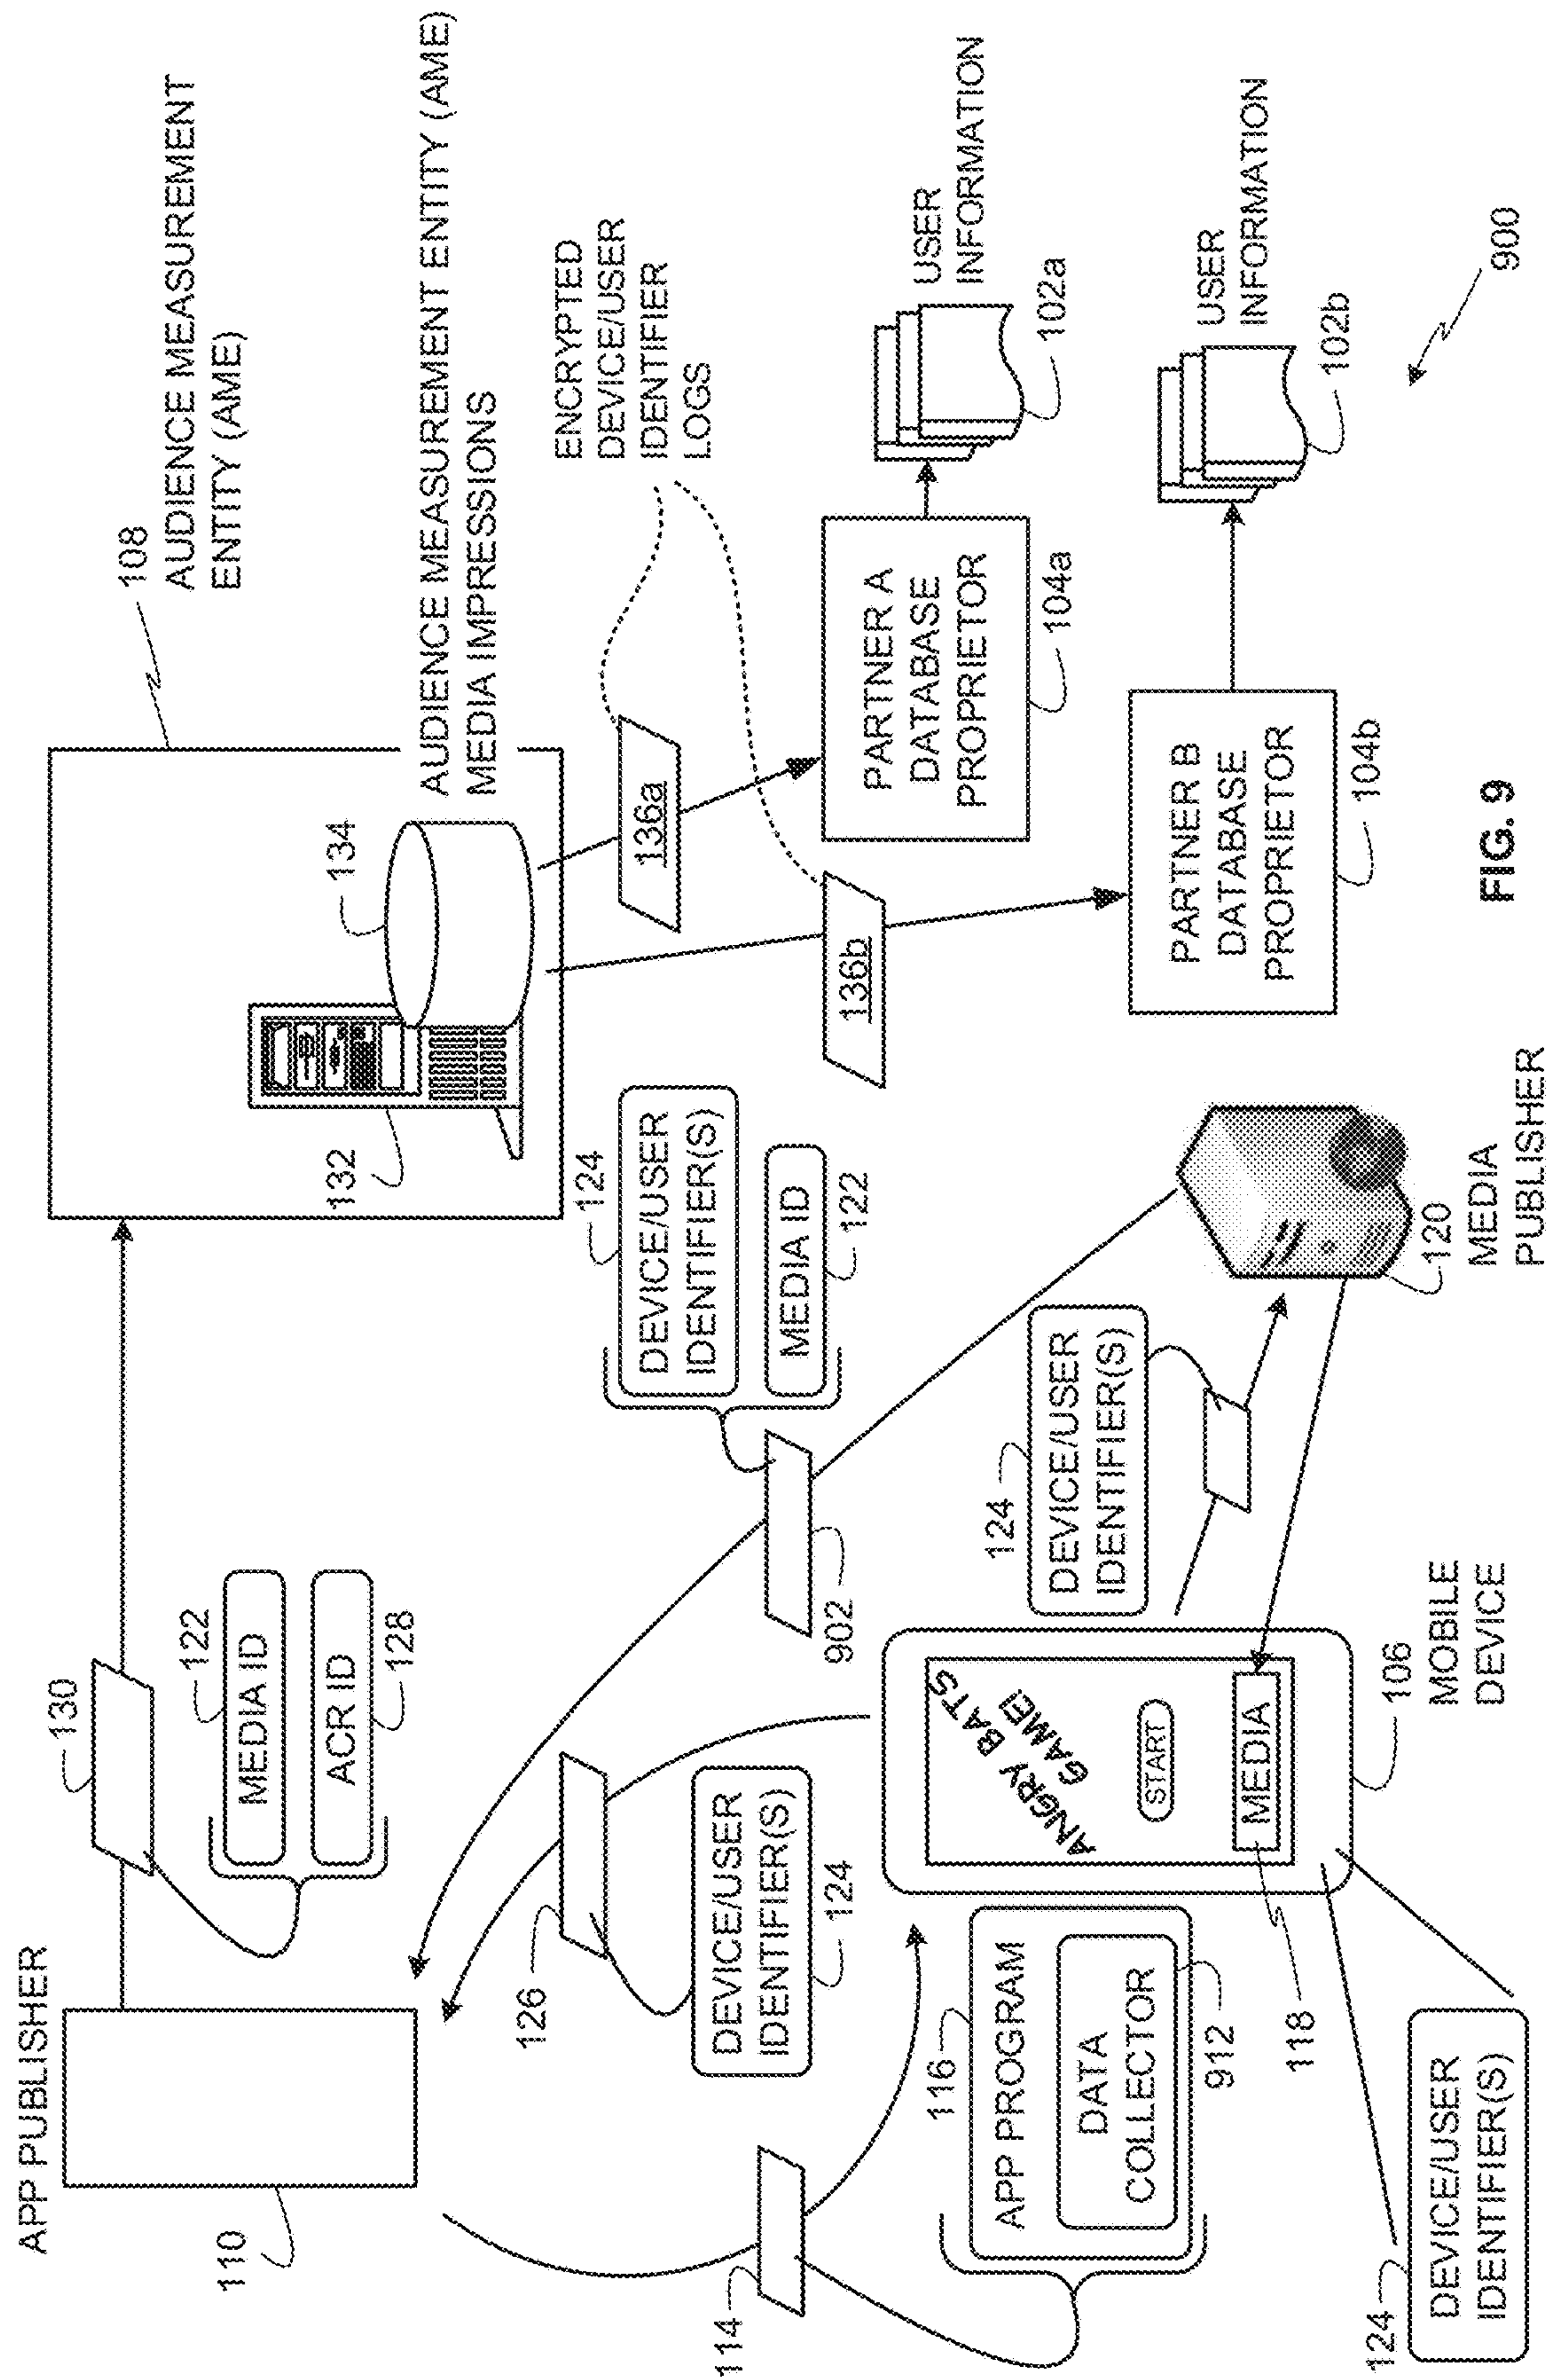 APP PUBLISHER
110
130
122
MEDIA ID
ACR ID
128
108
AUDIENCE MEASUREMENT
ENTITY (AME)
132
134
AUDIENCE MEASUREMENT ENTITY (AME)
MEDIA IMPRESSIONS
ENCRYPTED
DEVICE/USER
IDENTIFIER
LOGS
136a
136b
PARTNER A
DATABASE
PROPRIETOR
104a
USER
INFORMATION
102a
PARTNER B
DATABASE
PROPRIETOR
104b
USER
INFORMATION
102b
900
124
DEVICE/USER
IDENTIFIER(S)
MEDIA ID
122
902
126
DEVICE/USER
IDENTIFIER(S)
124
114
116
APP PROGRAM
DATA
COLLECTOR
912
118
ANGRY BATS
GAME!
START
MEDIA
106
MOBILE
DEVICE
124
DEVICE/USER
IDENTIFIER(S)
120
MEDIA
PUBLISHER
124
DEVICE/USER
IDENTIFIER(S)
FIG. 9